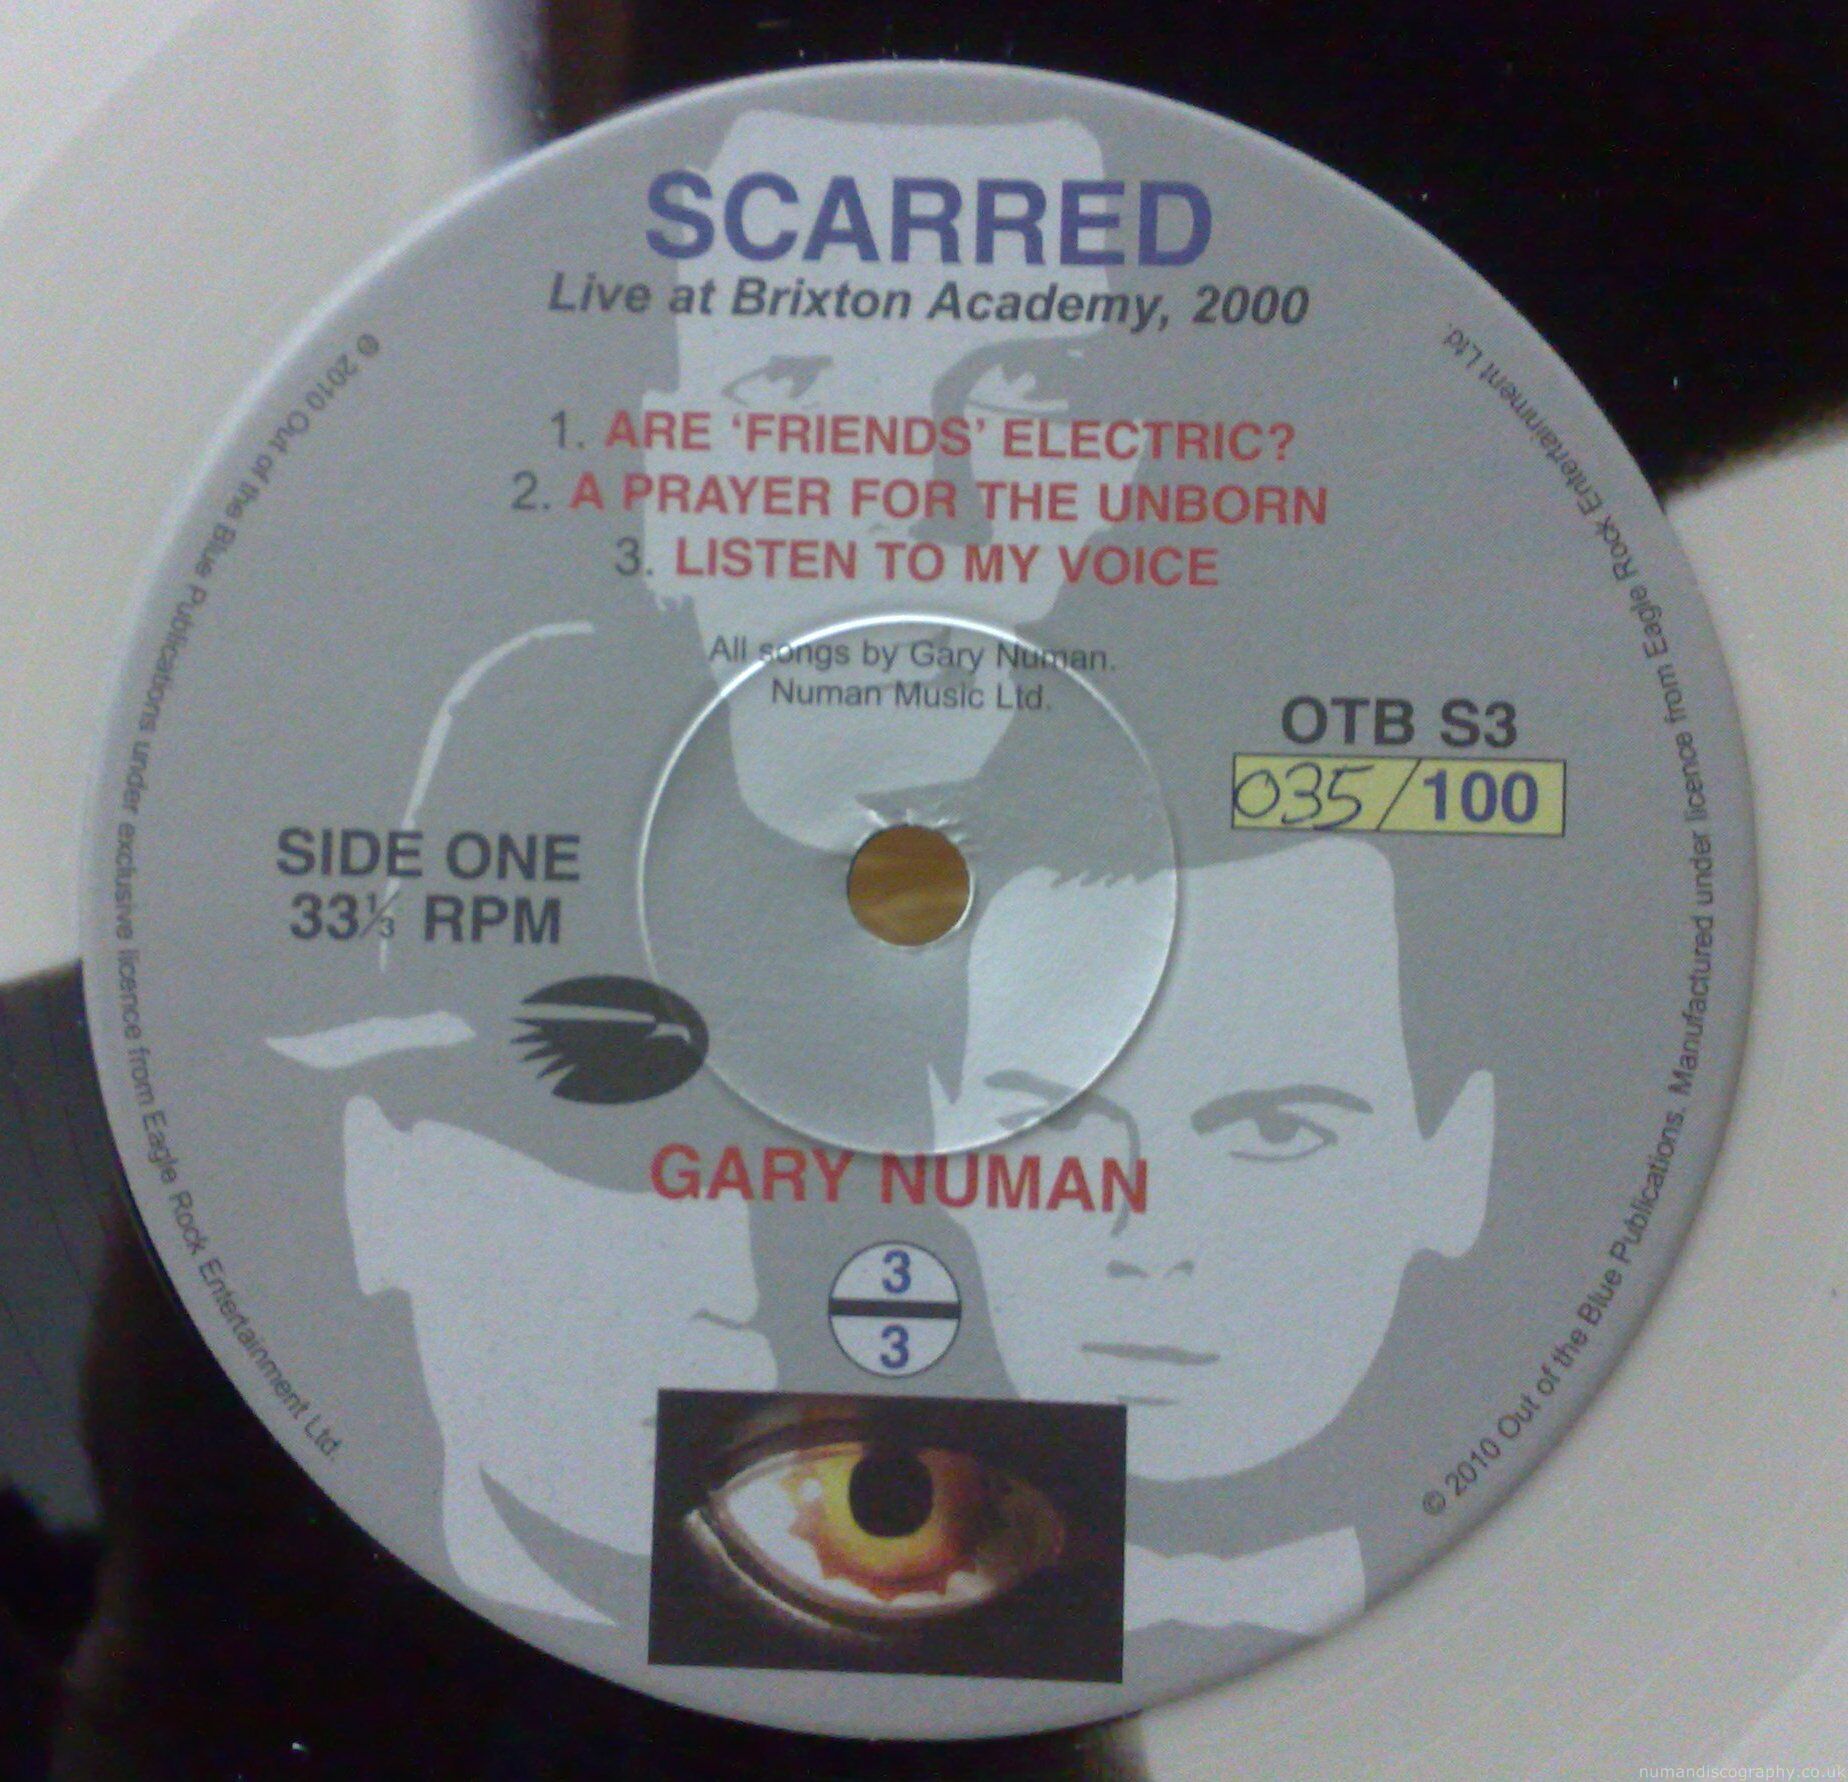 SCARRED
Live at Brixton Academy, 2000
1. ARE ‘FRIENDS’ ELECTRIC?
2. A PRAYER FOR THE UNBORN
3. LISTEN TO MY VOICE
All songs by Gary Numan.
Numan Music Ltd.
OTB S3
035/100
SIDE ONE
33⅓ RPM
GARY NUMAN
3
3
℗ 2010 Out of the Blue Publications under exclusive licence from Eagle Rock Entertainment Ltd.
© 2010 Out of the Blue Publications. Manufactured under licence from Eagle Rock Entertainment Ltd.
numandiscography.co.uk